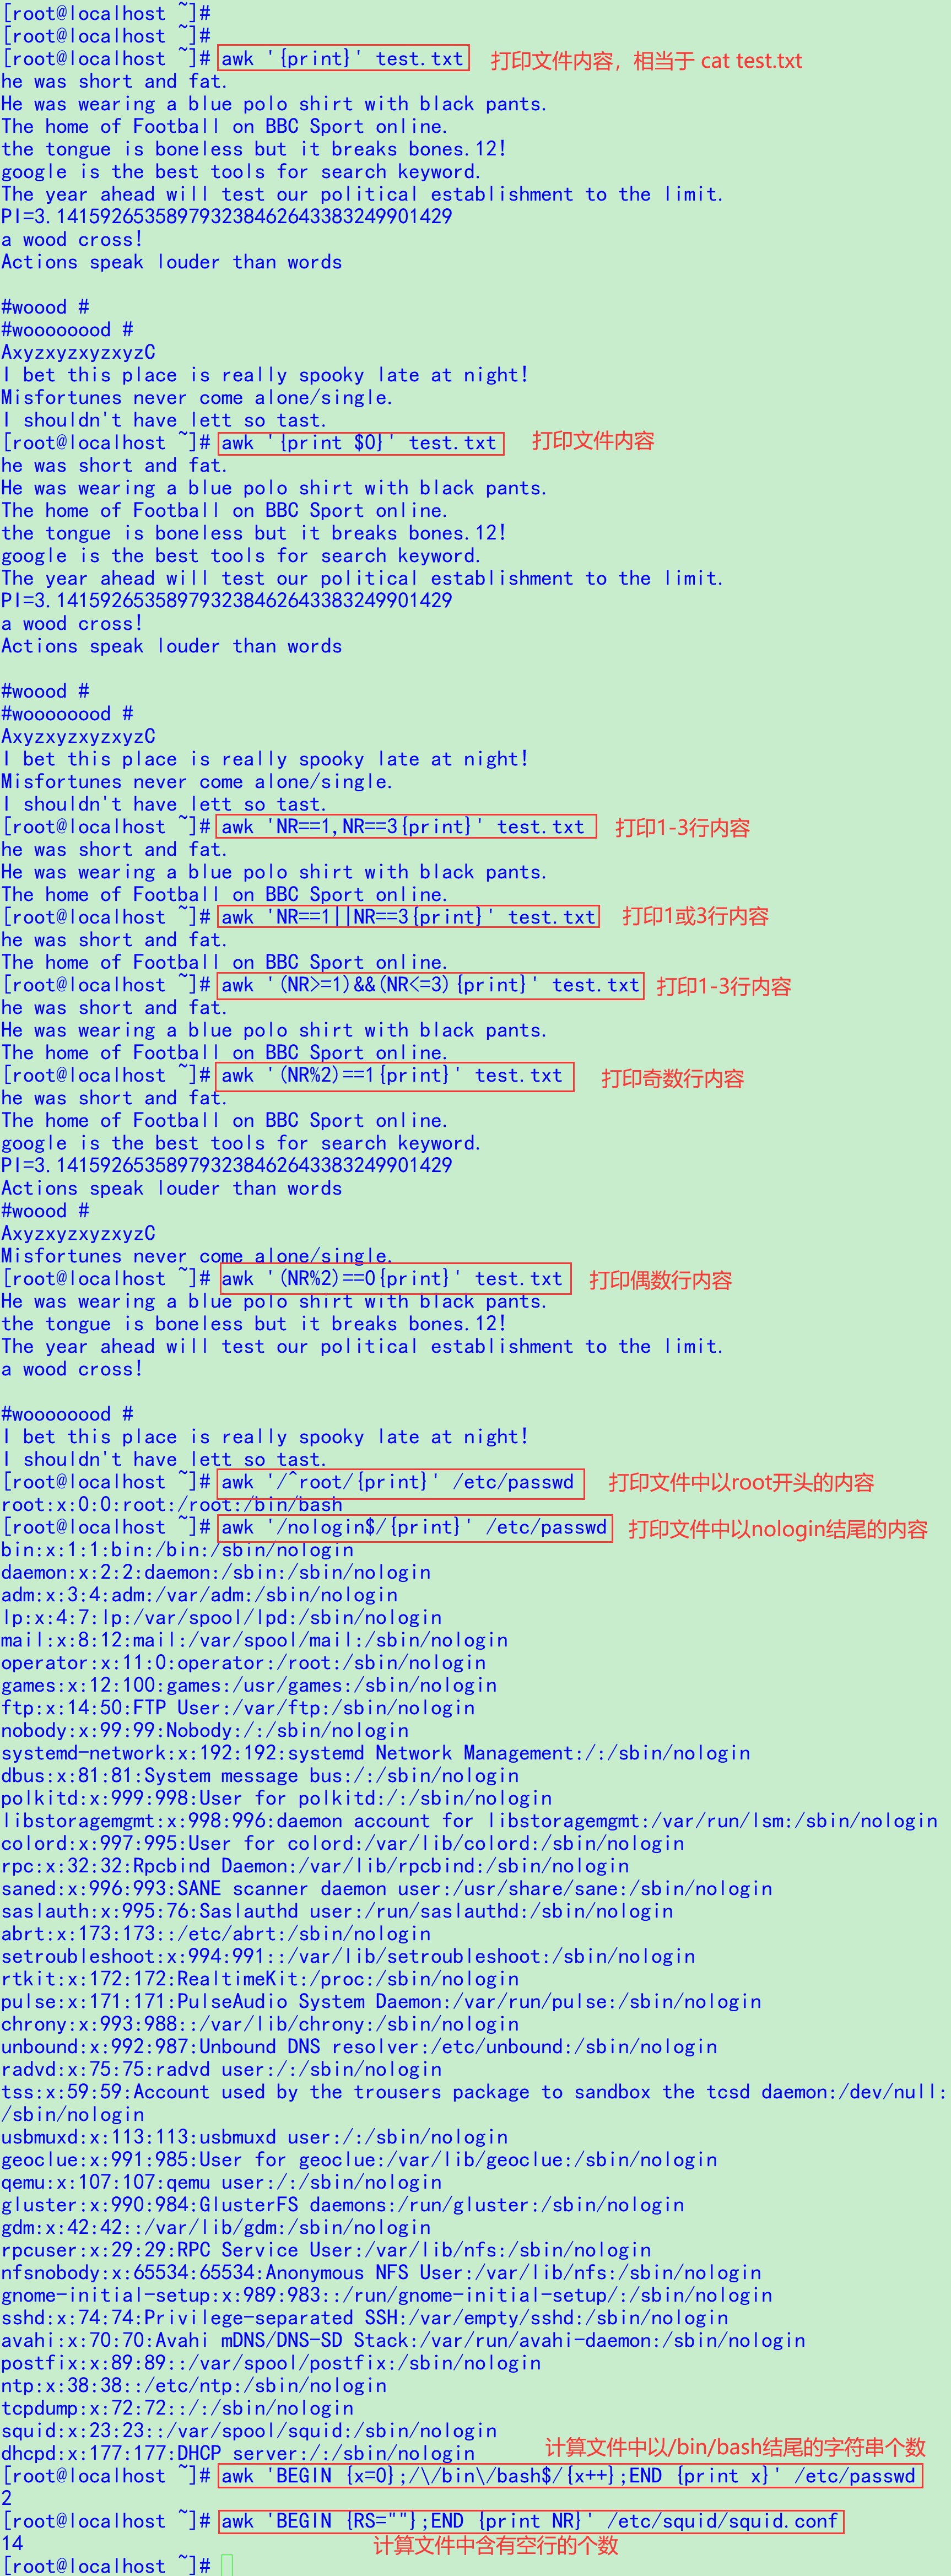 [root@localhost ~]#
[root@localhost ~]#
[root@localhost ~]# awk '{print}' test.txt 打印文件内容，相当于 cat test.txt
he was short and fat.
He was wearing a blue polo shirt with black pants.
The home of Football on BBC Sport online.
the tongue is boneless but it breaks bones.12!
google is the best tools for search keyword.
The year ahead will test our political establishment to the limit.
PI=3.141592653589793238462643383249901429
a wood cross!
Actions speak louder than words
#woood #
#woooooood #
AxyzxyzxyzxyzC
I bet this place is really spooky late at night!
Misfortunes never come alone/single.
I shouldn't have lett so tast.
[root@localhost ~]# awk '{print $0}' test.txt 打印文件内容
he was short and fat.
He was wearing a blue polo shirt with black pants.
The home of Football on BBC Sport online.
the tongue is boneless but it breaks bones.12!
google is the best tools for search keyword.
The year ahead will test our political establishment to the limit.
PI=3.141592653589793238462643383249901429
a wood cross!
Actions speak louder than words
#woood #
#woooooood #
AxyzxyzxyzxyzC
I bet this place is really spooky late at night!
Misfortunes never come alone/single.
I shouldn't have lett so tast.
[root@localhost ~]# awk 'NR==1,NR==3{print}' test.txt 打印1-3行内容
he was short and fat.
He was wearing a blue polo shirt with black pants.
The home of Football on BBC Sport online.
[root@localhost ~]# awk 'NR==1||NR==3{print}' test.txt 打印1或3行内容
he was short and fat.
The home of Football on BBC Sport online.
[root@localhost ~]# awk '(NR>=1)&&(NR<=3){print}' test.txt 打印1-3行内容
he was short and fat.
He was wearing a blue polo shirt with black pants.
The home of Football on BBC Sport online.
[root@localhost ~]# awk '(NR%2)==1{print}' test.txt 打印奇数行内容
he was short and fat.
The home of Football on BBC Sport online.
google is the best tools for search keyword.
PI=3.141592653589793238462643383249901429
Actions speak louder than words
#woood #
AxyzxyzxyzxyzC
Misfortunes never come alone/single.
[root@localhost ~]# awk '(NR%2)==0{print}' test.txt 打印偶数行内容
He was wearing a blue polo shirt with black pants.
the tongue is boneless but it breaks bones.12!
The year ahead will test our political establishment to the limit.
a wood cross!
#woooooood #
I bet this place is really spooky late at night!
I shouldn't have lett so tast.
[root@localhost ~]# awk '/^root/{print}' /etc/passwd 打印文件中以root开头的内容
root:x:0:0:root:/root:/bin/bash
[root@localhost ~]# awk '/nologin$/{print}' /etc/passwd 打印文件中以nologin结尾的内容
bin:x:1:1:bin:/bin:/sbin/nologin
daemon:x:2:2:daemon:/sbin:/sbin/nologin
adm:x:3:4:adm:/var/adm:/sbin/nologin
lp:x:4:7:lp:/var/spool/lpd:/sbin/nologin
mail:x:8:12:mail:/var/spool/mail:/sbin/nologin
operator:x:11:0:operator:/root:/sbin/nologin
games:x:12:100:games:/usr/games:/sbin/nologin
ftp:x:14:50:FTP User:/var/ftp:/sbin/nologin
nobody:x:99:99:Nobody:/:/sbin/nologin
systemd-network:x:192:192:systemd Network Management:/:/sbin/nologin
dbus:x:81:81:System message bus:/:/sbin/nologin
polkitd:x:999:998:User for polkitd:/:/sbin/nologin
libstoragemgmt:x:998:996:daemon account for libstoragemgmt:/var/run/lsm:/sbin/nologin
colord:x:997:995:User for colord:/var/lib/colord:/sbin/nologin
rpc:x:32:32:Rpcbind Daemon:/var/lib/rpcbind:/sbin/nologin
saned:x:996:993:SANE scanner daemon user:/usr/share/sane:/sbin/nologin
saslauth:x:995:76:Saslauthd user:/run/saslauthd:/sbin/nologin
abrt:x:173:173::/etc/abrt:/sbin/nologin
setroubleshoot:x:994:991::/var/lib/setroubleshoot:/sbin/nologin
rtkit:x:172:172:RealtimeKit:/proc:/sbin/nologin
pulse:x:171:171:PulseAudio System Daemon:/var/run/pulse:/sbin/nologin
chrony:x:993:988::/var/lib/chrony:/sbin/nologin
unbound:x:992:987:Unbound DNS resolver:/etc/unbound:/sbin/nologin
radvd:x:75:75:radvd user:/:/sbin/nologin
tss:x:59:59:Account used by the trousers package to sandbox the tcsd daemon:/dev/null:
/sbin/nologin
usbmuxd:x:113:113:usbmuxd user:/:/sbin/nologin
geoclue:x:991:985:User for geoclue:/var/lib/geoclue:/sbin/nologin
qemu:x:107:107:qemu user:/:/sbin/nologin
gluster:x:990:984:GlusterFS daemons:/run/gluster:/sbin/nologin
gdm:x:42:42::/var/lib/gdm:/sbin/nologin
rpcuser:x:29:29:RPC Service User:/var/lib/nfs:/sbin/nologin
nfsnobody:x:65534:65534:Anonymous NFS User:/var/lib/nfs:/sbin/nologin
gnome-initial-setup:x:989:983::/run/gnome-initial-setup/:/sbin/nologin
sshd:x:74:74:Privilege-separated SSH:/var/empty/sshd:/sbin/nologin
avahi:x:70:70:Avahi mDNS/DNS-SD Stack:/var/run/avahi-daemon:/sbin/nologin
postfix:x:89:89::/var/spool/postfix:/sbin/nologin
ntp:x:38:38::/etc/ntp:/sbin/nologin
tcpdump:x:72:72::/:/sbin/nologin
squid:x:23:23::/var/spool/squid:/sbin/nologin
dhcpd:x:177:177:DHCP server:/:/sbin/nologin 计算文件中以/bin/bash结尾的字符串个数
[root@localhost ~]# awk 'BEGIN {x=0};/\/bin\/bash$/{x++};END {print x}' /etc/passwd
2
[root@localhost ~]# awk 'BEGIN {RS=""};END {print NR}' /etc/squid/squid.conf
14 计算文件中含有空行的个数
[root@localhost ~]#